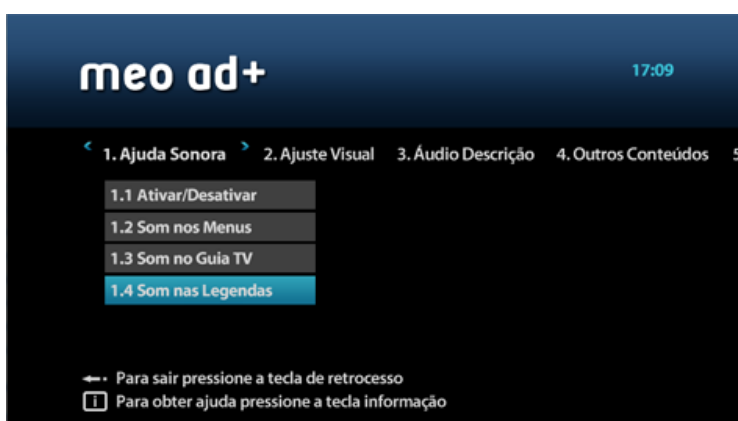 meo ad+
17:09
1. Ajuda Sonora 2. Ajuste Visual 3. Áudio Descrição 4. Outros Conteúdos 5
1.1 Ativar/Desativar
1.2 Som nos Menus
1.3 Som no Guia TV
1.4 Som nas Legendas
Para sair pressione a tecla de retrocesso
i Para obter ajuda pressione a tecla informação